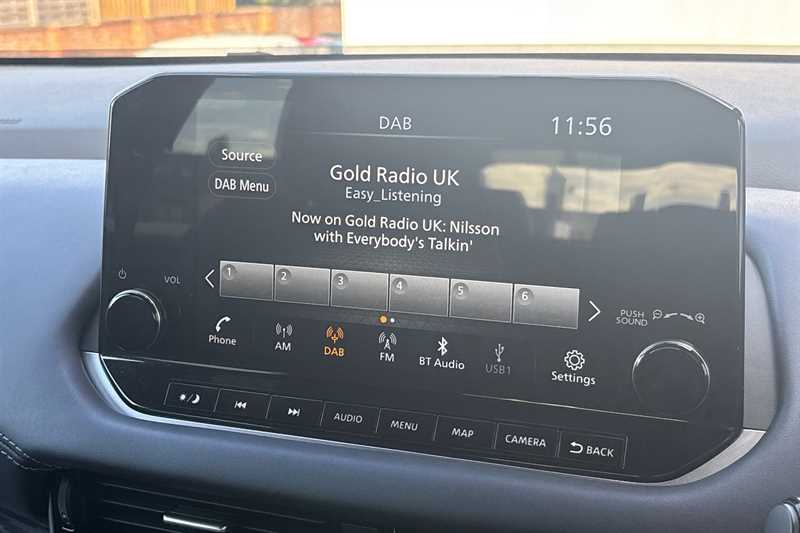 DAB
11:56
Source
DAB Menu
Gold Radio UK
Easy_Listening
Now on Gold Radio UK: Nilsson
with Everybody's Talkin'
1 2 3 4 5 6
VOL
PUSH
SOUND
Phone
AM
DAB
FM
BT Audio
USB1
Settings
AUDIO
MENU
MAP
CAMERA
BACK